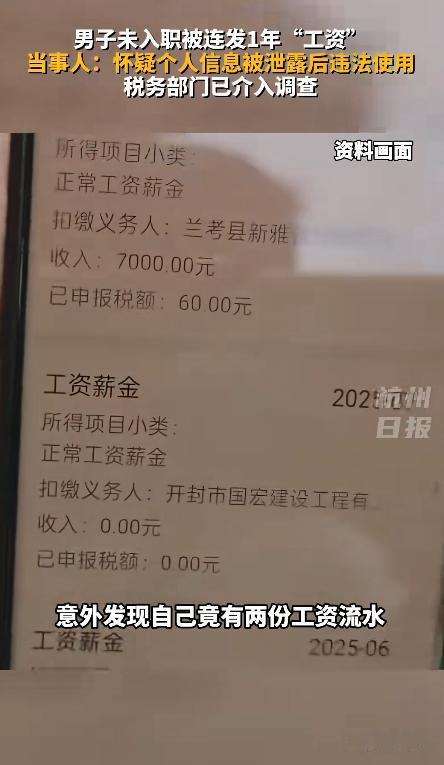 男子未入职被连发1年“工资”
当事人：怀疑个人信息被泄露后违法使用
税务部门已介入调查
资料画面
所得项目小类：
正常工资薪金
扣缴义务人：兰考县新雅
收入：7000.00元
已申报税额：60.00元
工资薪金
杭州日报
所得项目小类：
正常工资薪金
扣缴义务人：开封市国宏建设工程有...
收入：0.00元
已申报税额：0.00元
意外发现自己竟有两份工资流水
工资薪金 2025-06